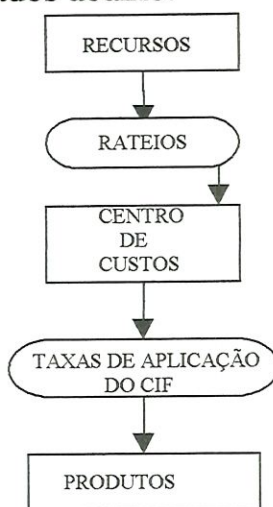 RECURSOS
RATEIOS
CENTRO
DE
CUSTOS
TAXAS DE APLICAÇÃO
DO CIF
PRODUTOS